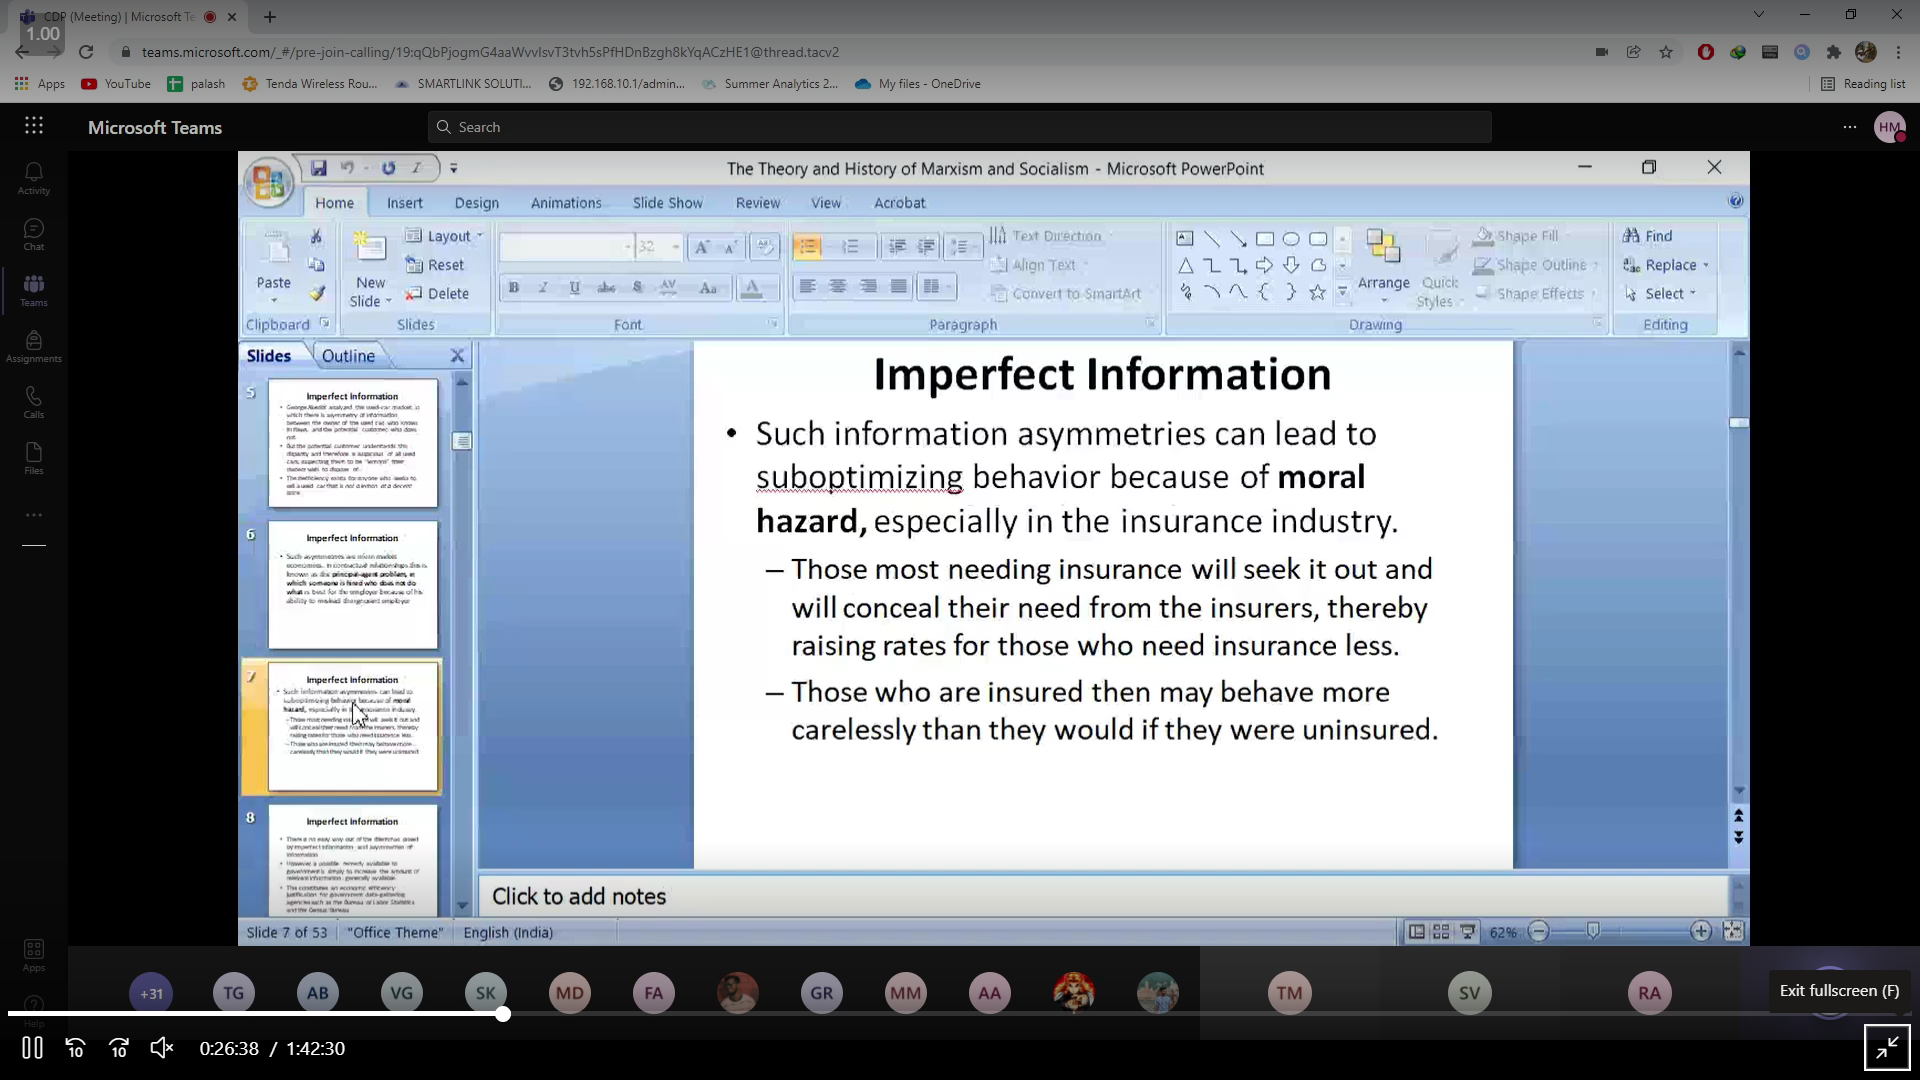 CDP (Meeting) | Microsoft Te
1.00
teams.microsoft.com/_#/pre-join-calling/19:qQbPjogmG4aaWvvIsvT3tvh5sPfHDnBzgh8kYqACzHE1@thread.tacv2
Apps YouTube palash Tenda Wireless Rou... SMARTLINK SOLUTI... 192.168.10.1/admin... Summer Analytics 2... My files - OneDrive Reading list
Microsoft Teams Search HM
Activity
Chat
Teams
Assignments
Calls
Files
Apps
Help
The Theory and History of Marxism and Socialism - Microsoft PowerPoint
Home Insert Design Animations Slide Show Review View Acrobat
Paste
Clipboard
New
Slide
Layout
Reset
Delete
Slides
32
Font
Text Direction
Align Text
Convert to SmartArt
Paragraph
Arrange
Quick
Styles
Shape Fill
Shape Outline
Shape Effects
Drawing
Find
Replace
Select
Editing
Slides Outline
5
Imperfect Information
6
Imperfect Information
7
Imperfect Information
8
Imperfect Information
Imperfect Information
• Such information asymmetries can lead to
suboptimizing behavior because of moral
hazard, especially in the insurance industry.
– Those most needing insurance will seek it out and
will conceal their need from the insurers, thereby
raising rates for those who need insurance less.
– Those who are insured then may behave more
carelessly than they would if they were uninsured.
Click to add notes
Slide 7 of 53 "Office Theme" English (India) 62%
+31 TG AB VG SK MD FA GR MM AA TM SV RA
Exit fullscreen (F)
10 10 0:26:38 / 1:42:30